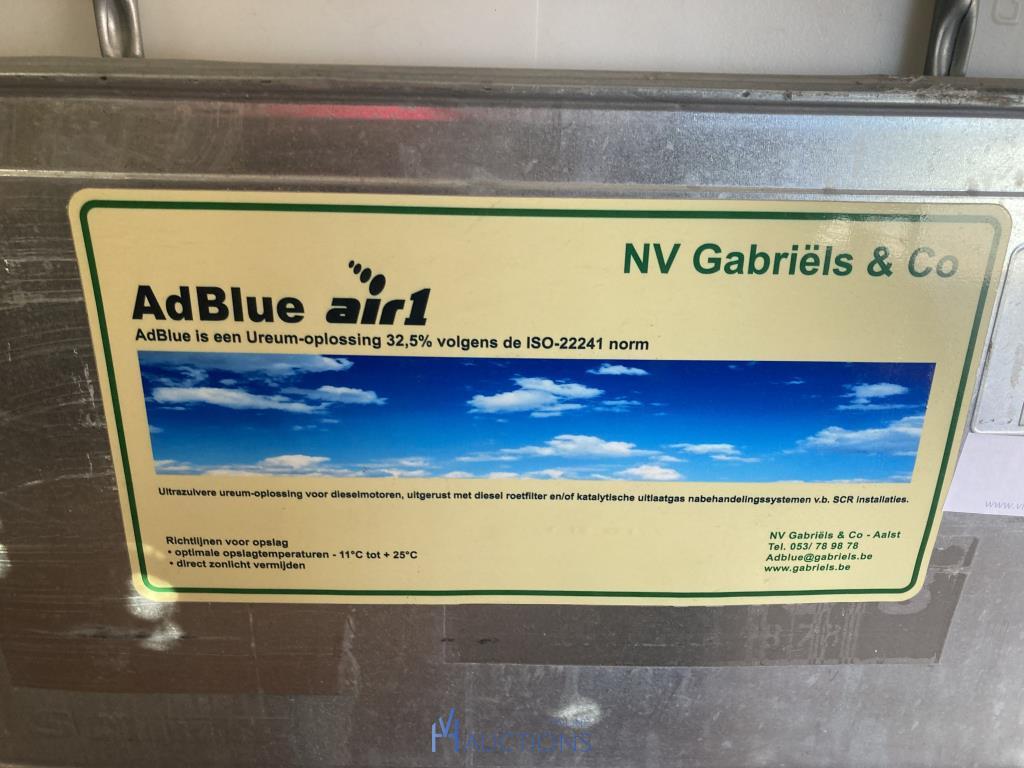 NV Gabriëls & Co
AdBlue air1
AdBlue is een Ureum-oplossing 32,5% volgens de ISO-22241 norm
Ultrazuivere ureum-oplossing voor dieselmotoren, uitgerust met diesel roetfilter en/of katalytische uitlaatgas nabehandelingssystemen v.b. SCR installaties.
Richtlijnen voor opslag
• optimale opslagtemperaturen - 11°C tot + 25°C
• direct zonlicht vermijden
NV Gabriëls & Co - Aalst
Tel. 053/ 78 98 78
Adblue@gabriels.be
www.gabriels.be
AUCTIONS